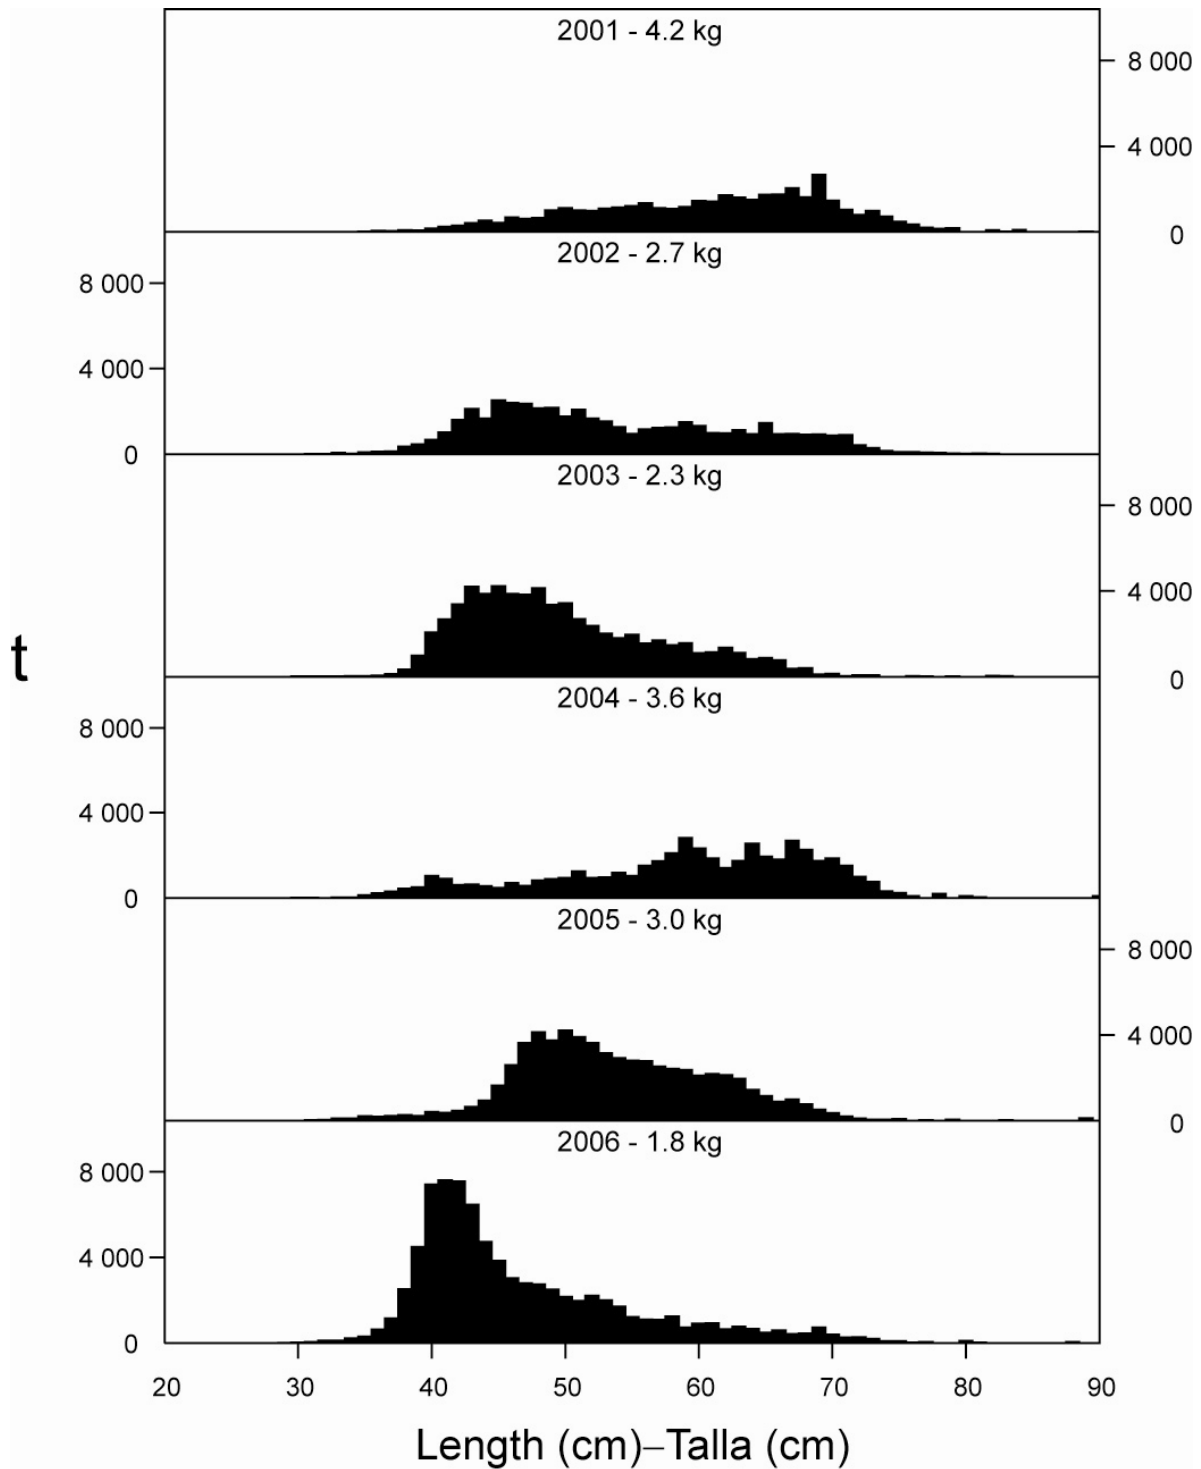 2001 - 4.2 kg
8 000
4 000
0
2002 - 2.7 kg
8 000
4 000
0
2003 - 2.3 kg
8 000
4 000
0
t
2004 - 3.6 kg
8 000
4 000
0
2005 - 3.0 kg
8 000
4 000
0
2006 - 1.8 kg
8 000
4 000
0
20 30 40 50 60 70 80 90
Length (cm)–Talla (cm)